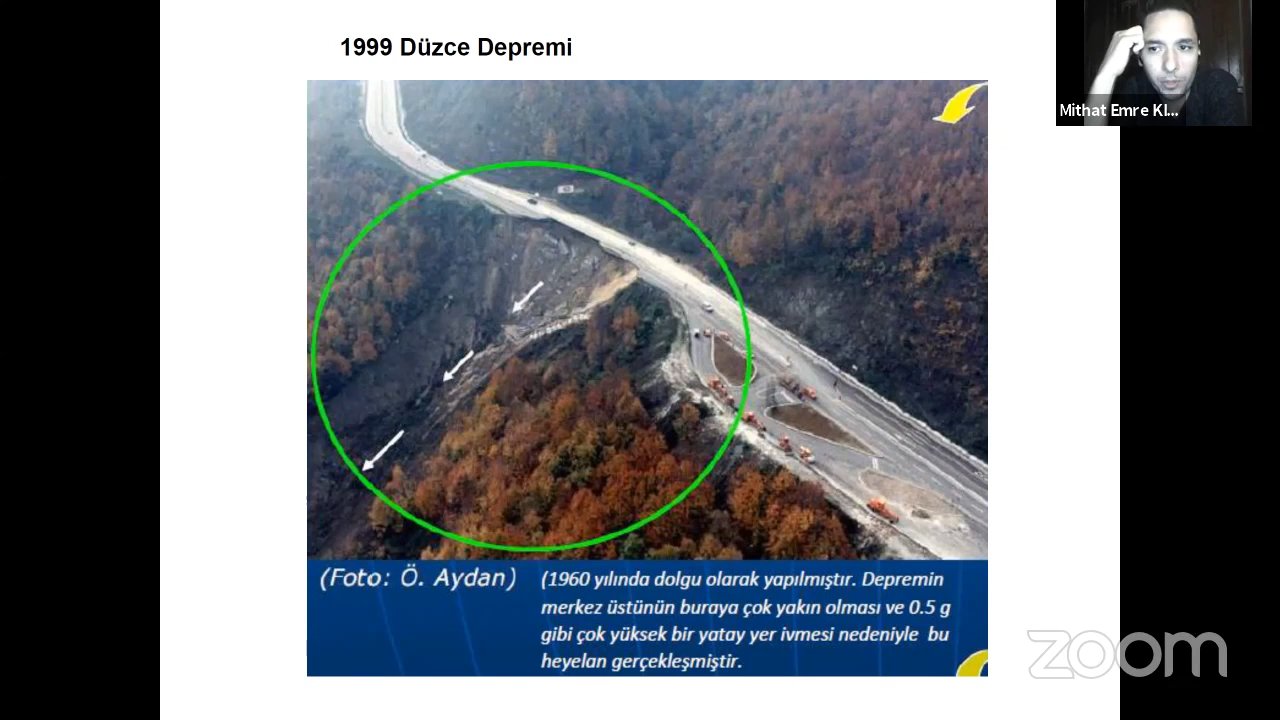 1999 Düzce Depremi
Mithat Emre Kl...
(Foto: Ö. Aydan)
(1960 yılında dolgu olarak yapılmıştır. Depremin
merkez üstünün buraya çok yakın olması ve 0.5 g
gibi çok yüksek bir yatay yer ivmesi nedeniyle bu
heyelan gerçekleşmiştir.
zoom